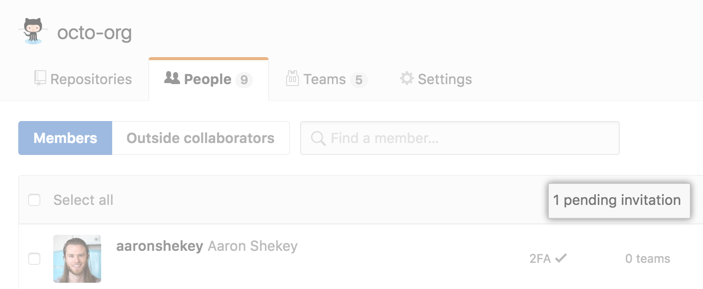 octo-org
Repositories People 9 Teams 5 Settings
Members Outside collaborators Find a member...
Select all 1 pending invitation
aaronshekey Aaron Shekey 2FA 0 teams